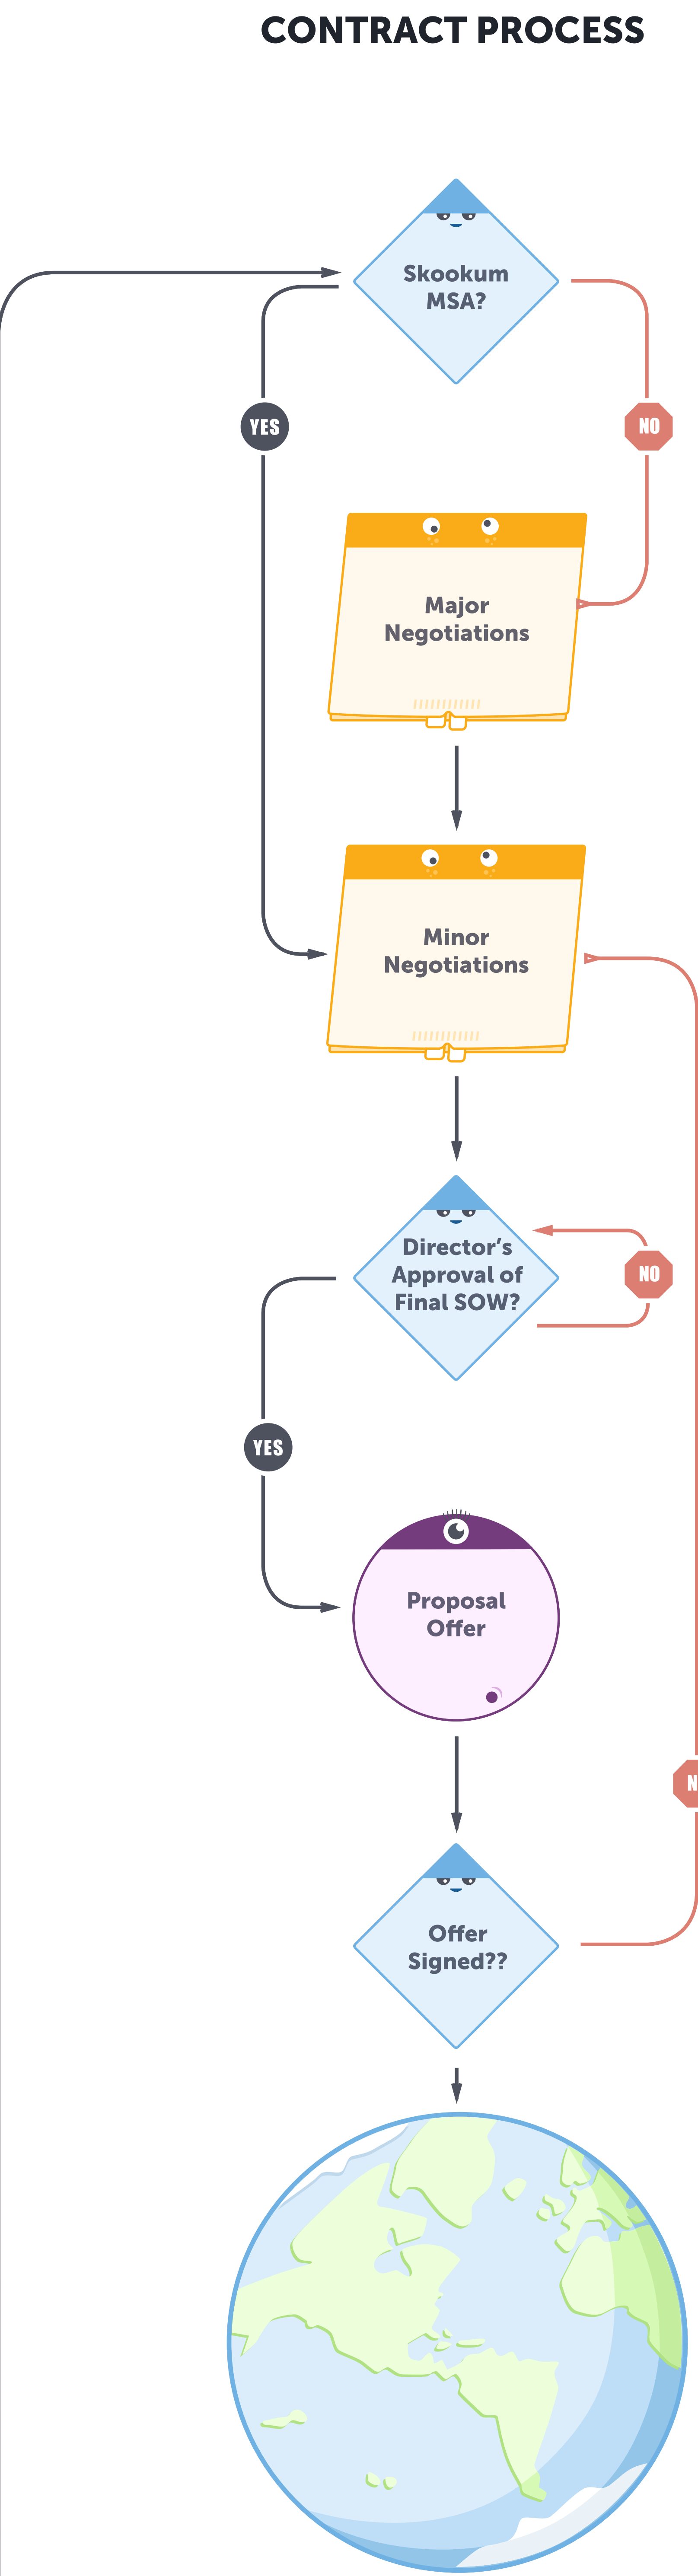 CONTRACT PROCESS
Skookum
MSA?
YES
NO
Major
Negotiations
Minor
Negotiations
Director’s
Approval of
Final SOW?
NO
YES
Proposal
Offer
N
Offer
Signed??